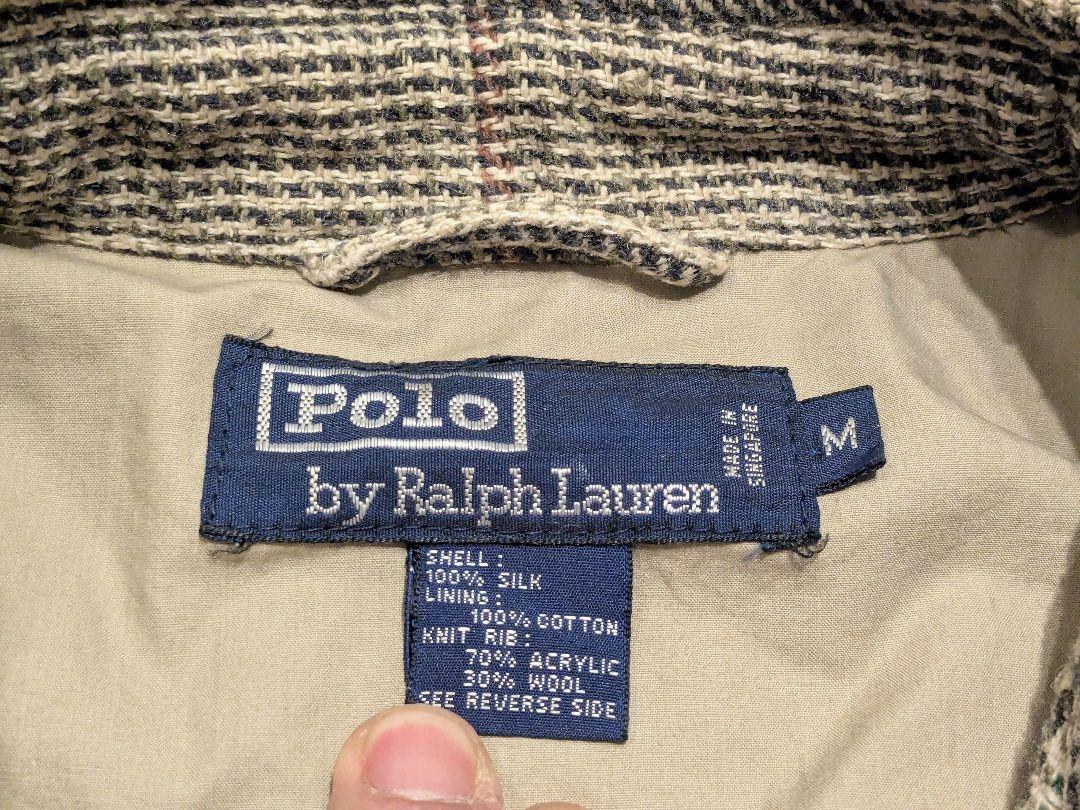 Polo
by Ralph Lauren
MADE IN
SINGAPORE
M
SHELL:
100% SILK
LINING:
100% COTTON
KNIT RIB:
70% ACRYLIC
30% WOOL
SEE REVERSE SIDE